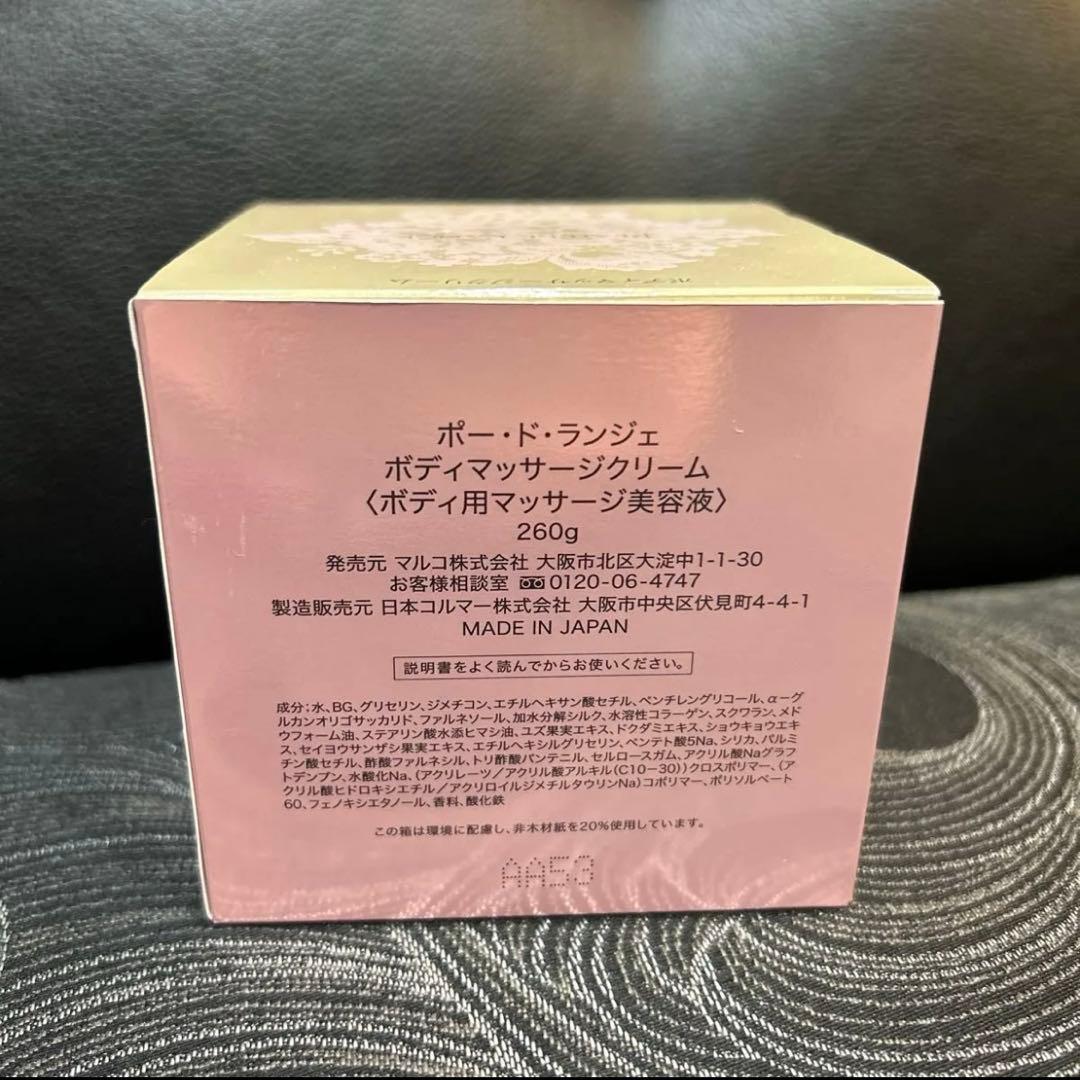 ボディマッサージクリーム
ポー・ド・ランジェ
ボディマッサージクリーム
〈ボディ用マッサージ美容液〉
260g
発売元 マルコ株式会社 大阪市北区大淀中1-1-30
お客様相談室 0120-06-4747
製造販売元 日本コルマー株式会社 大阪市中央区伏見町4-4-1
MADE IN JAPAN
説明書をよく読んでからお使いください。
成分:水、BG、グリセリン、ジメチコン、エチルヘキサン酸セチル、ペンチレングリコール、α-グ
ルカンオリゴサッカリド、ファルネソール、加水分解シルク、水溶性コラーゲン、スクワラン、メド
ウフォーム油、ステアリン酸水添ヒマシ油、ユズ果実エキス、ドクダミエキス、ショウキョウエキ
ス、セイヨウサンザシ果実エキス、エチルヘキシルグリセリン、ペンテト酸5Na、シリカ、パルミ
チン酸セチル、酢酸ファルネシル、トリ酢酸パンテニル、セルロースガム、アクリル酸Naグラフ
トデンプン、水酸化Na、(アクリレーツ/アクリル酸アルキル(C10-30))クロスポリマー、(ア
クリル酸ヒドロキシエチル/アクリロイルジメチルタウリンNa)コポリマー、ポリソルベート
60、フェノキシエタノール、香料、酸化鉄
この箱は環境に配慮し、非木材紙を20%使用しています。